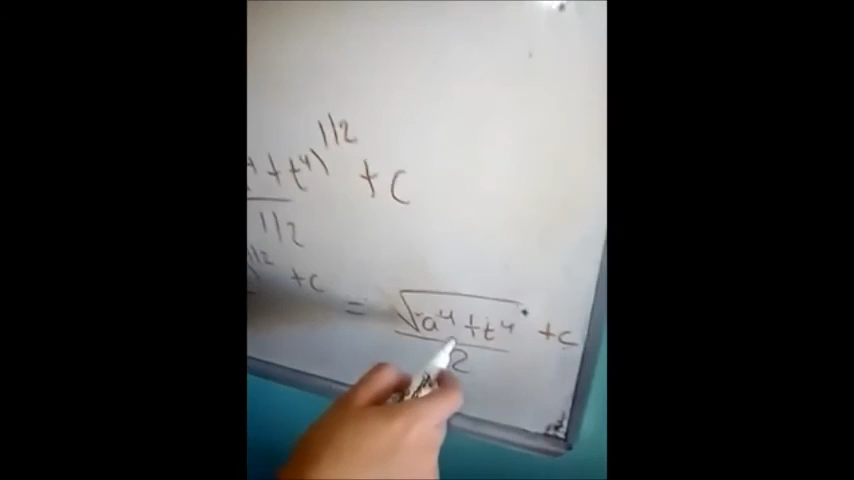 +t⁴)^1/2 + c
1/2
)^1/2 + c
= √(a⁴+t⁴) + c
2